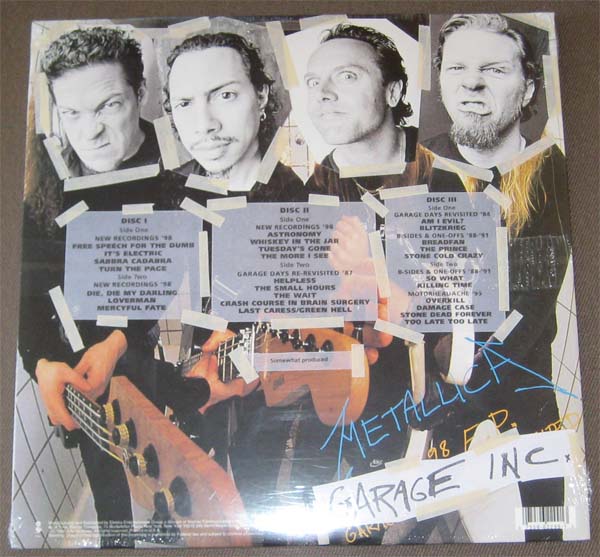 DISC I
Side One
NEW RECORDINGS '98
FREE SPEECH FOR THE DUMB
IT'S ELECTRIC
SABBRA CADABRA
TURN THE PAGE
Side Two
NEW RECORDINGS '98
DIE, DIE MY DARLING
LOVERMAN
MERCYFUL FATE
DISC II
Side One
NEW RECORDINGS '98
ASTRONOMY
WHISKEY IN THE JAR
TUESDAY'S GONE
THE MORE I SEE
Side Two
GARAGE DAYS RE-REVISITED '87
HELPLESS
THE SMALL HOURS
THE WAIT
CRASH COURSE IN BRAIN SURGERY
LAST CARESS/GREEN HELL
DISC III
Side One
GARAGE DAYS REVISITED '84
AM I EVIL?
BLITZKRIEG
B-SIDES & ONE-OFFS '88-'91
BREADFAN
THE PRINCE
STONE COLD CRAZY
Side Two
B-SIDES & ONE-OFFS '88-'91
SO WHAT
KILLING TIME
MOTORHEADACHE '95
OVERKILL
DAMAGE CASE
STONE DEAD FOREVER
TOO LATE TOO LATE
Somewhat produced
METALLICA
98 E.P.
GARAGE INC.